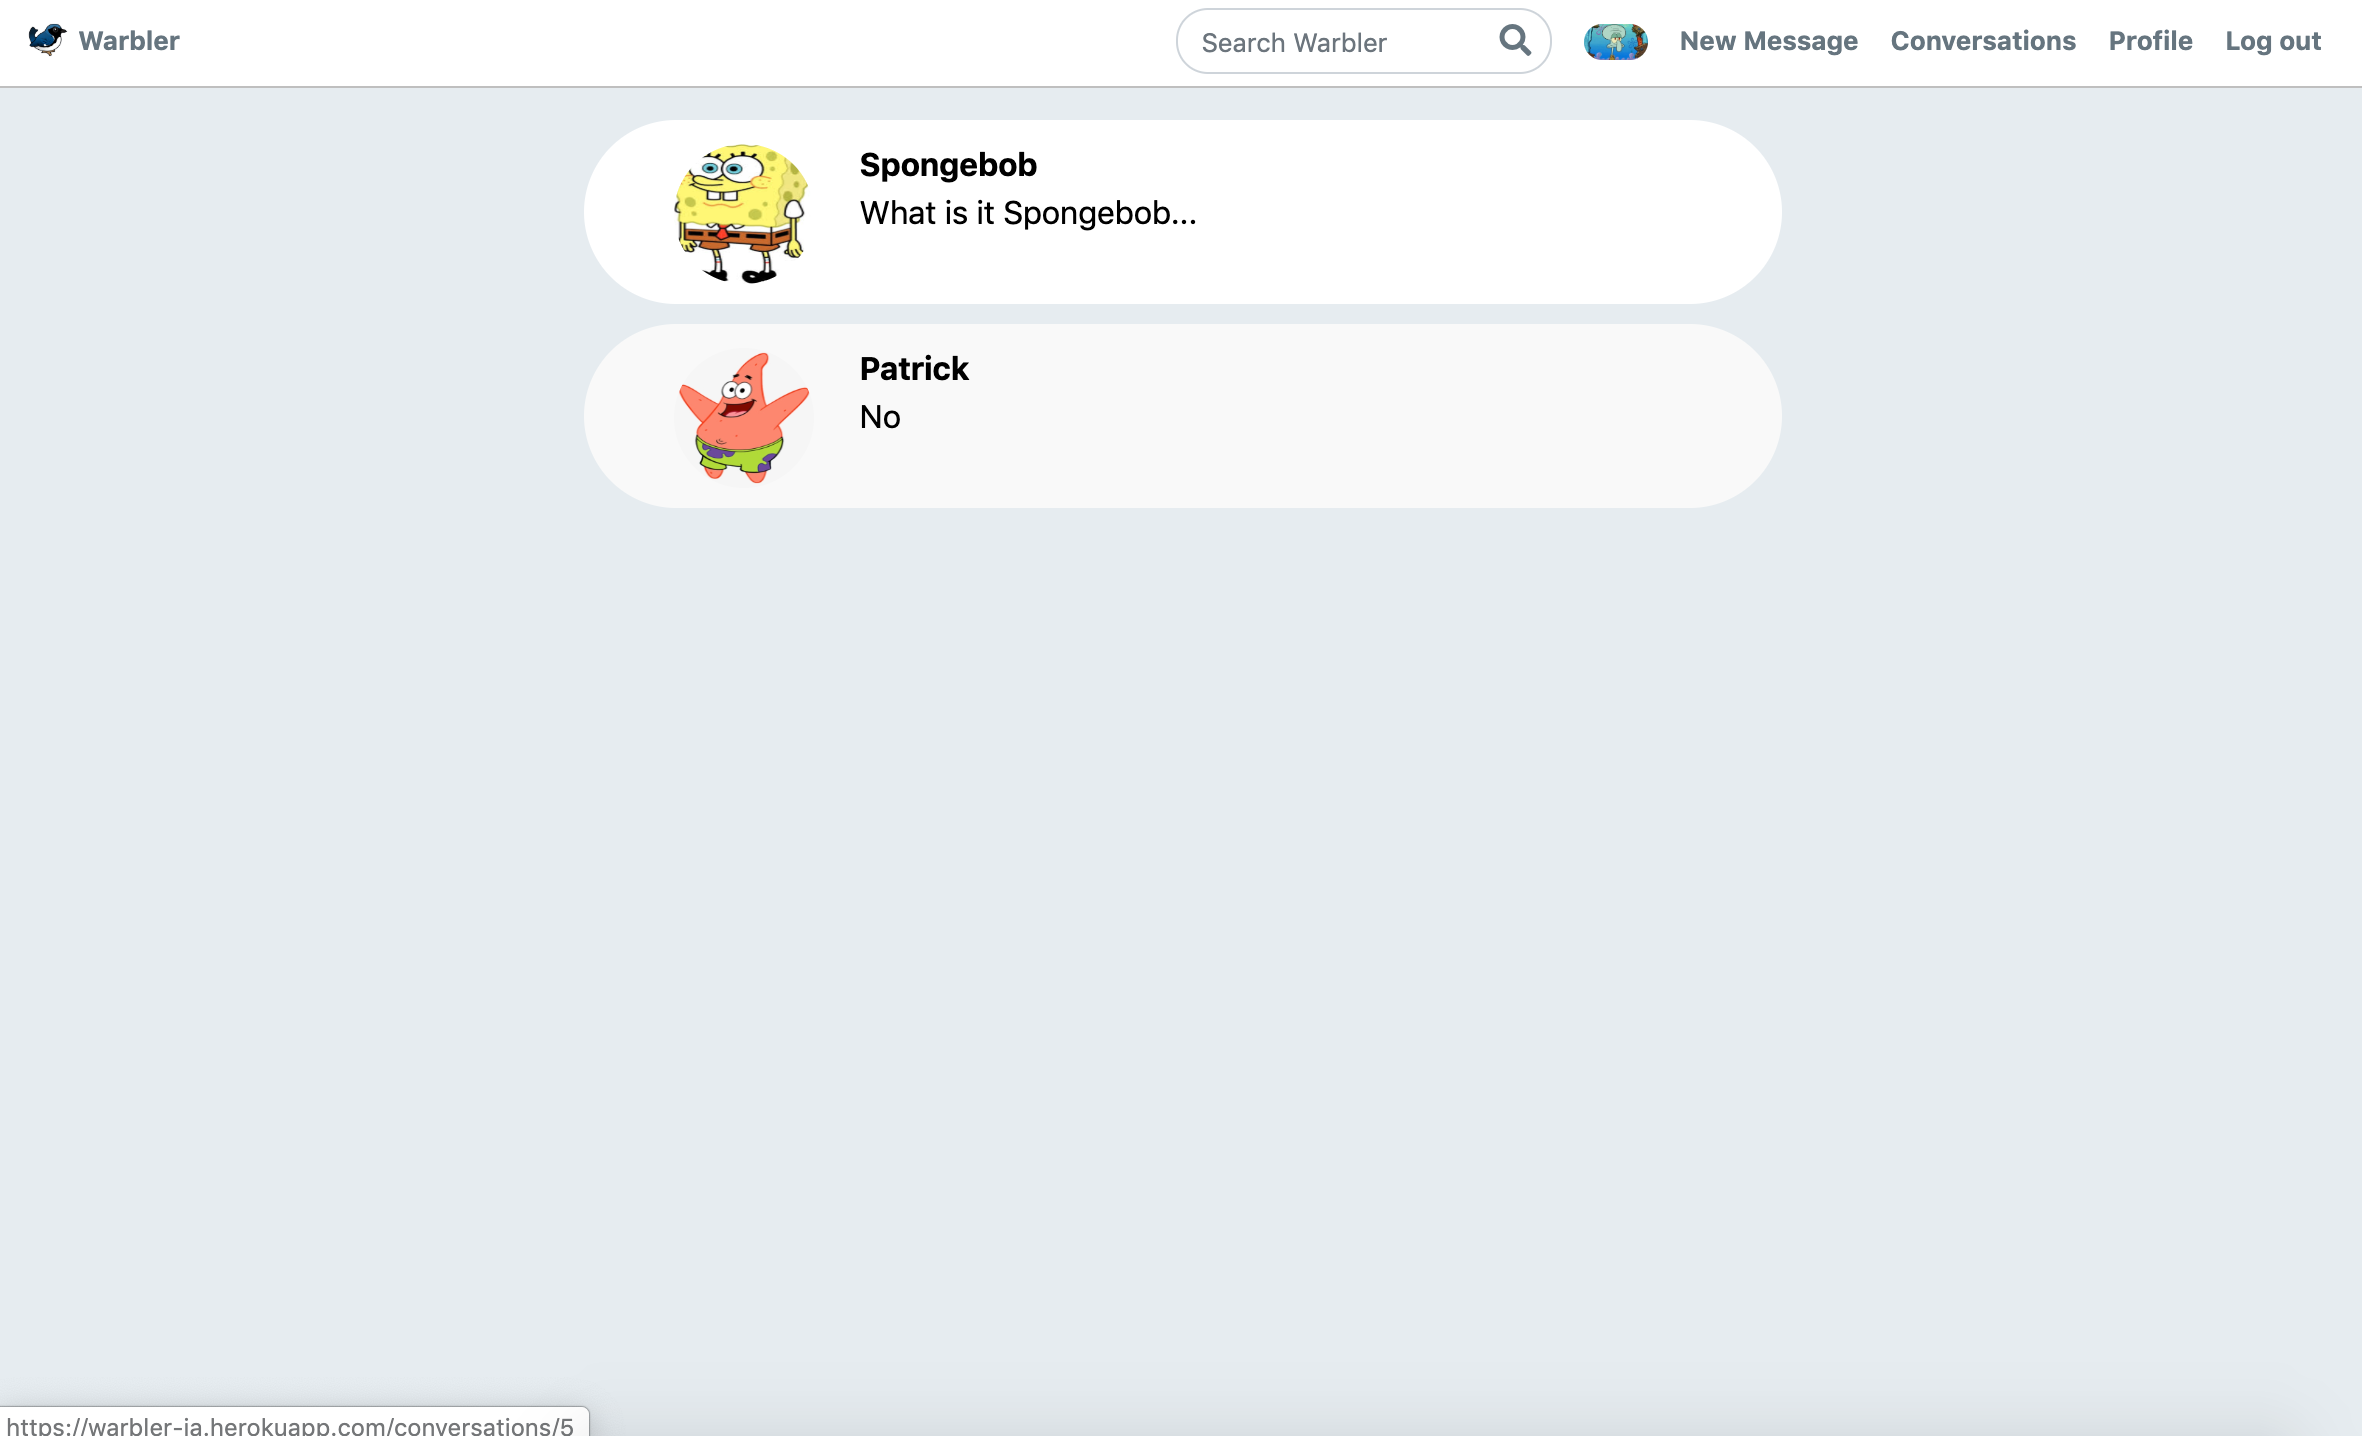 Warbler
Search Warbler
New Message
Conversations
Profile
Log out
Spongebob
What is it Spongebob...
Patrick
No
https://warbler-ia.herokuapp.com/conversations/5